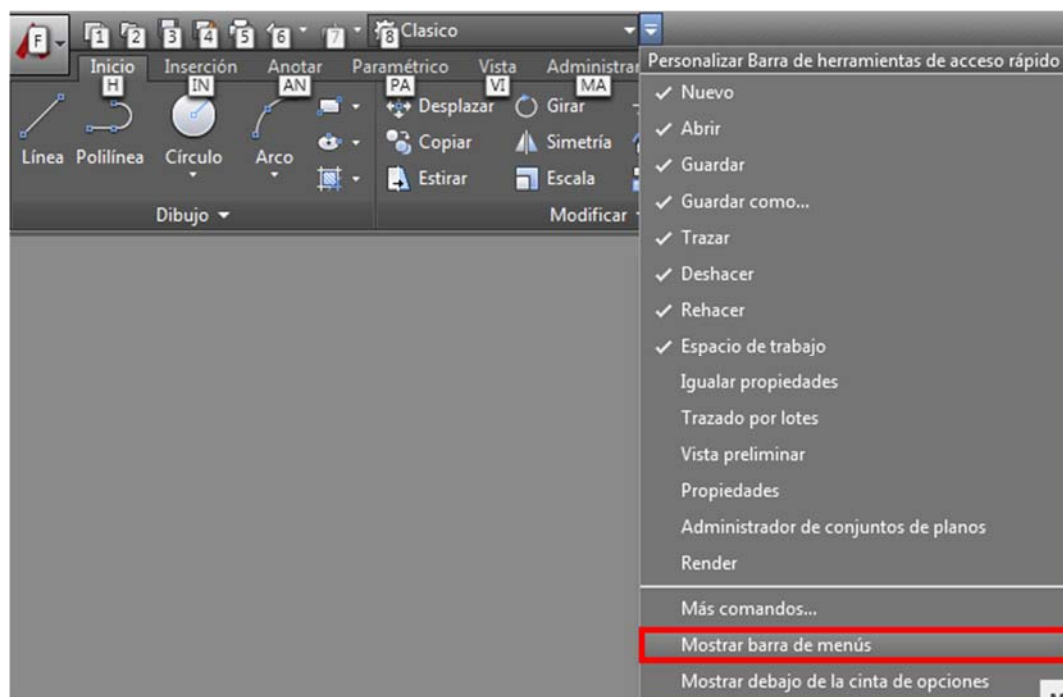 F 1 2 3 4 5 6 7 8 Clasico
Inicio Inserción Anotar Paramétrico Vista Administrar
H IN AN PA VI MA
Línea Polilínea Círculo Arco
Desplazar Girar
Copiar Simetría
Estirar Escala
Dibujo Modificar
Personalizar Barra de herramientas de acceso rápido
Nuevo
Abrir
Guardar
Guardar como...
Trazar
Deshacer
Rehacer
Espacio de trabajo
Igualar propiedades
Trazado por lotes
Vista preliminar
Propiedades
Administrador de conjuntos de planos
Render
Más comandos...
Mostrar barra de menús
Mostrar debajo de la cinta de opciones